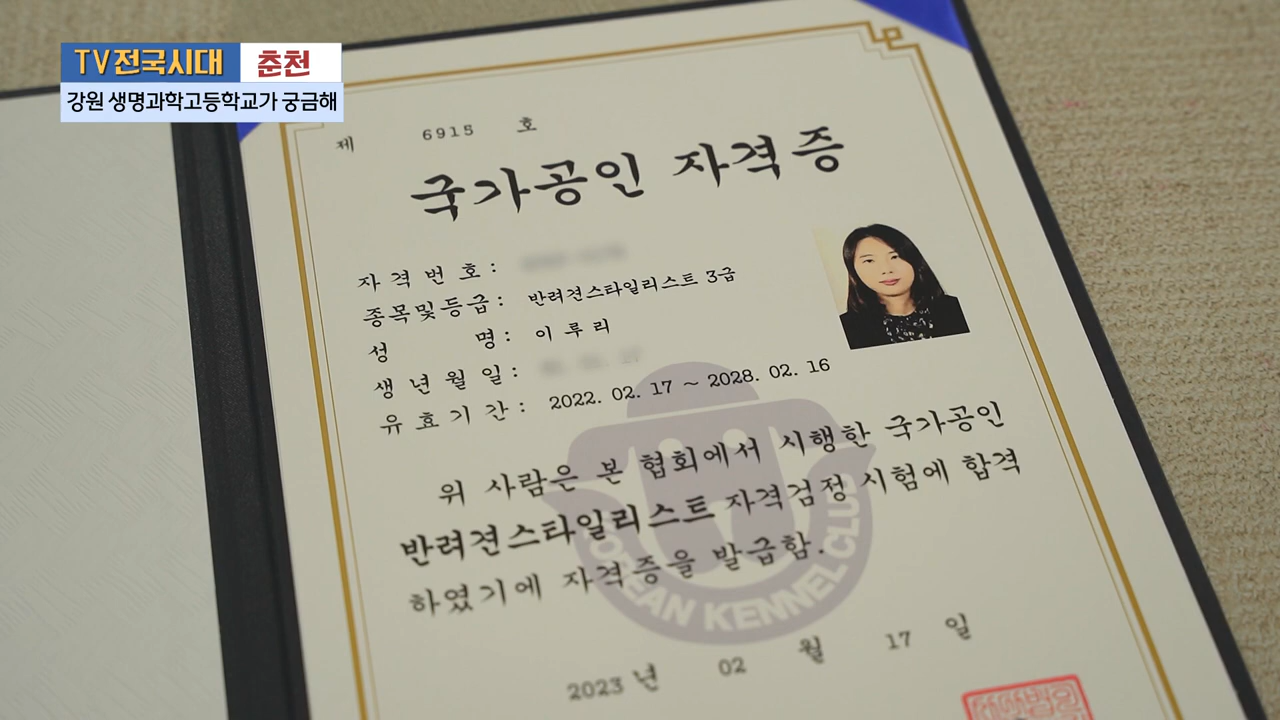 TV전국시대 춘천
강원 생명과학고등학교가 궁금해
제 6915 호
국가공인 자격증
자격번호 :
종목및등급 : 반려견스타일리스트 3급
성 명 : 이루리
생년월일 :
유효기간 : 2022. 02. 17 ~ 2028. 02. 16
위 사람은 본 협회에서 시행한 국가공인
반려견스타일리스트 자격검정 시험에 합격
하였기에 자격증을 발급함.
KOREAN KENNEL CLUB
2023 년 02 월 17 일